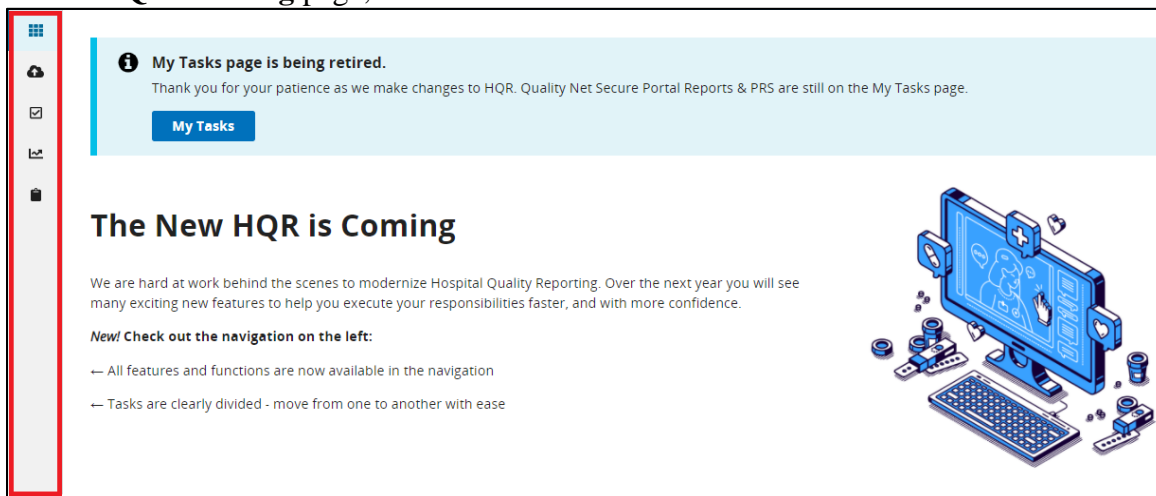 My Tasks page is being retired.
Thank you for your patience as we make changes to HQR. Quality Net Secure Portal Reports & PRS are still on the My Tasks page.
My Tasks
The New HQR is Coming
We are hard at work behind the scenes to modernize Hospital Quality Reporting. Over the next year you will see
many exciting new features to help you execute your responsibilities faster, and with more confidence.
New! Check out the navigation on the left:
← All features and functions are now available in the navigation
← Tasks are clearly divided - move from one to another with ease